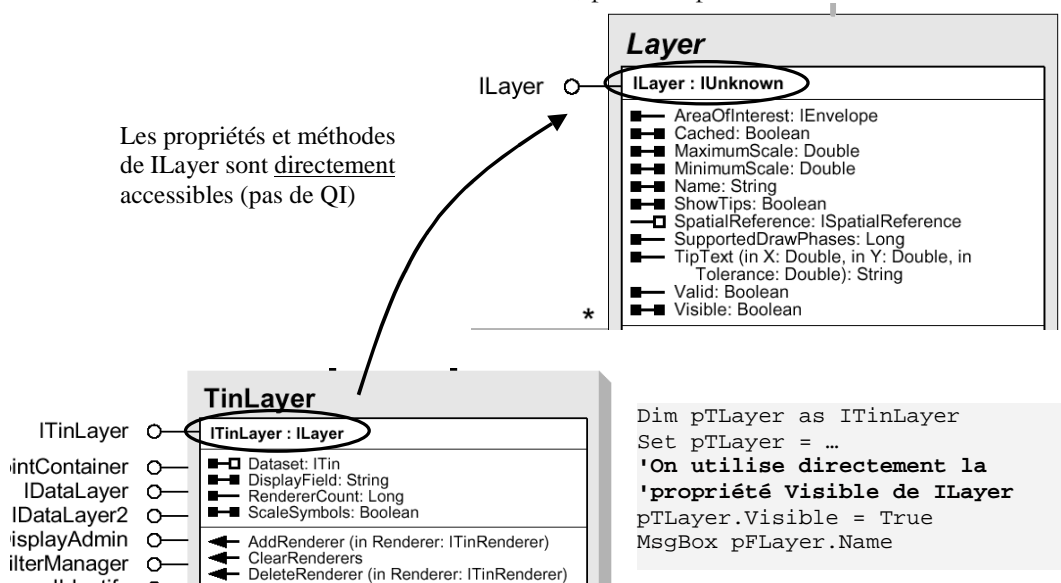 Layer
ILayer
ILayer : IUnknown
AreaOfInterest: IEnvelope
Cached: Boolean
MaximumScale: Double
MinimumScale: Double
Name: String
ShowTips: Boolean
SpatialReference: ISpatialReference
SupportedDrawPhases: Long
TipText (in X: Double, in Y: Double, in
Tolerance: Double): String
Valid: Boolean
Visible: Boolean
Les propriétés et méthodes
de ILayer sont directement
accessibles (pas de QI)
*
TinLayer
ITinLayer
ITinLayer : ILayer
intContainer
IDataLayer
IDataLayer2
isplayAdmin
ilterManager
Dataset: ITin
DisplayField: String
RendererCount: Long
ScaleSymbols: Boolean
AddRenderer (in Renderer: ITinRenderer)
ClearRenderers
DeleteRenderer (in Renderer: ITinRenderer)
Dim pTLayer as ITinLayer
Set pTLayer = …
'On utilise directement la
'propriété Visible de ILayer
pTLayer.Visible = True
MsgBox pFLayer.Name